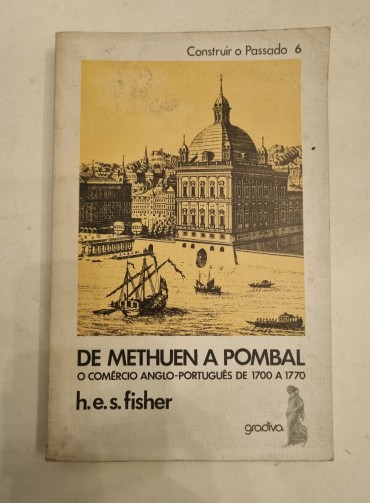 Construir o Passado 6
DE METHUEN A POMBAL
O COMÉRCIO ANGLO-PORTUGUÊS DE 1700 A 1770
h.e.s.fisher
gradiva